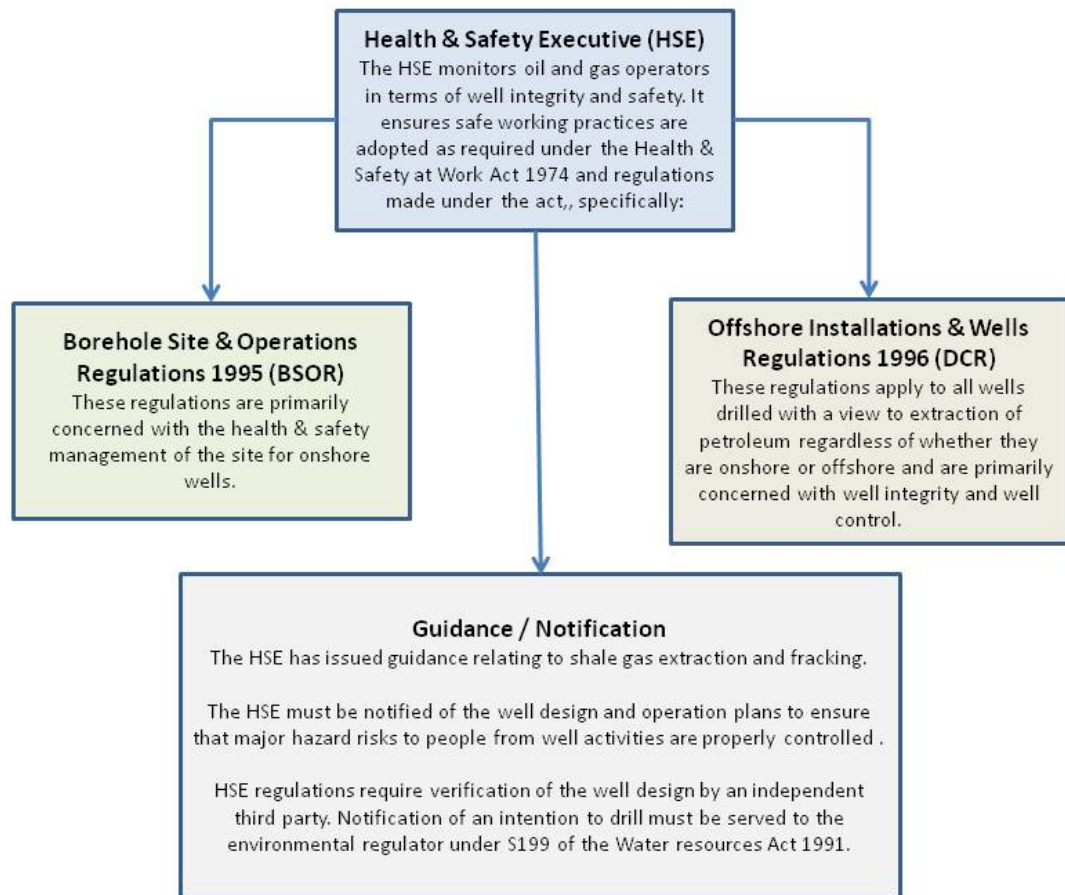 Health & Safety Executive (HSE)
The HSE monitors oil and gas operators
in terms of well integrity and safety. It
ensures safe working practices are
adopted as required under the Health &
Safety at Work Act 1974 and regulations
made under the act,, specifically:
Borehole Site & Operations
Regulations 1995 (BSOR)
These regulations are primarily
concerned with the health & safety
management of the site for onshore
wells.
Offshore Installations & Wells
Regulations 1996 (DCR)
These regulations apply to all wells
drilled with a view to extraction of
petroleum regardless of whether they
are onshore or offshore and are primarily
concerned with well integrity and well
control.
Guidance / Notification
The HSE has issued guidance relating to shale gas extraction and fracking.
The HSE must be notified of the well design and operation plans to ensure
that major hazard risks to people from well activities are properly controlled .
HSE regulations require verification of the well design by an independent
third party. Notification of an intention to drill must be served to the
environmental regulator under S199 of the Water resources Act 1991.